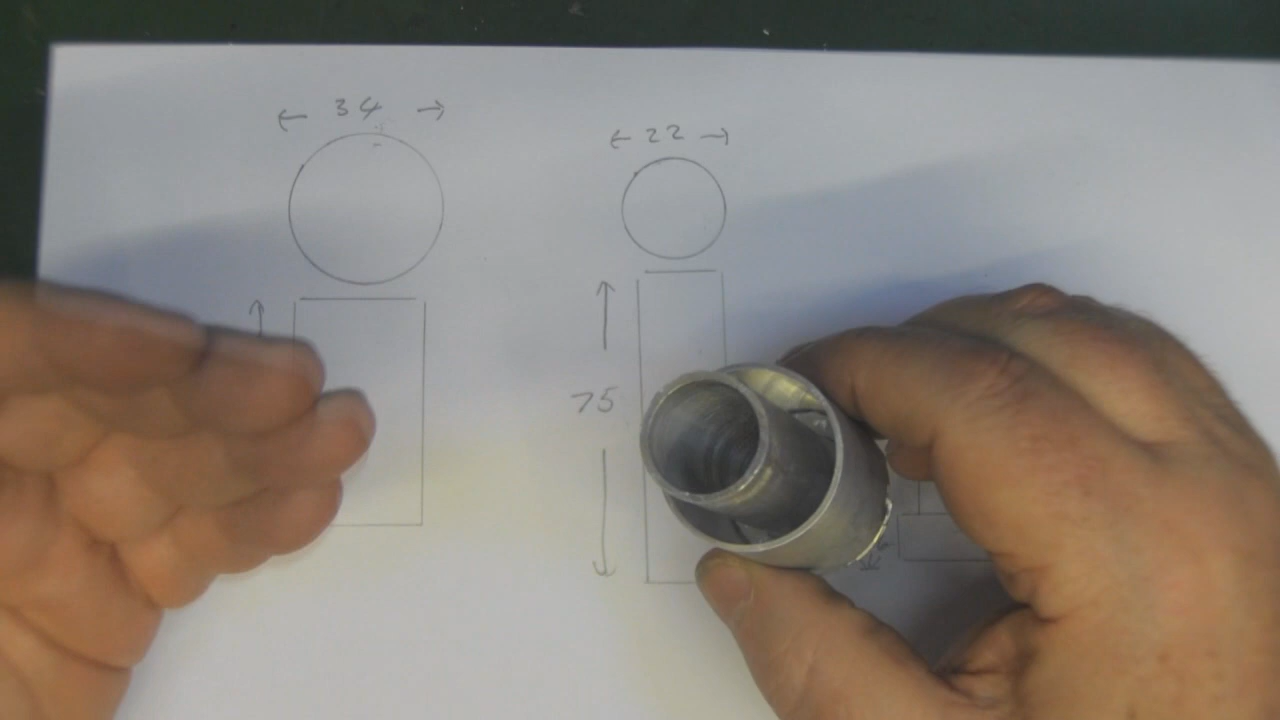 ← 34 →
← 22 →
75